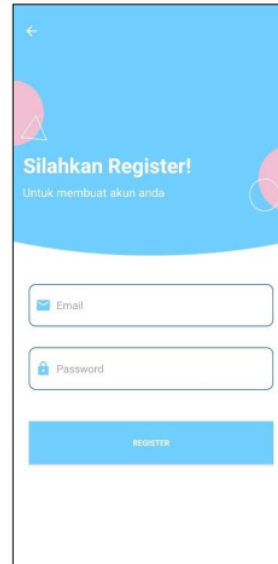 Silahkan Register!
Untuk membuat akun anda
Email
Password
REGISTER